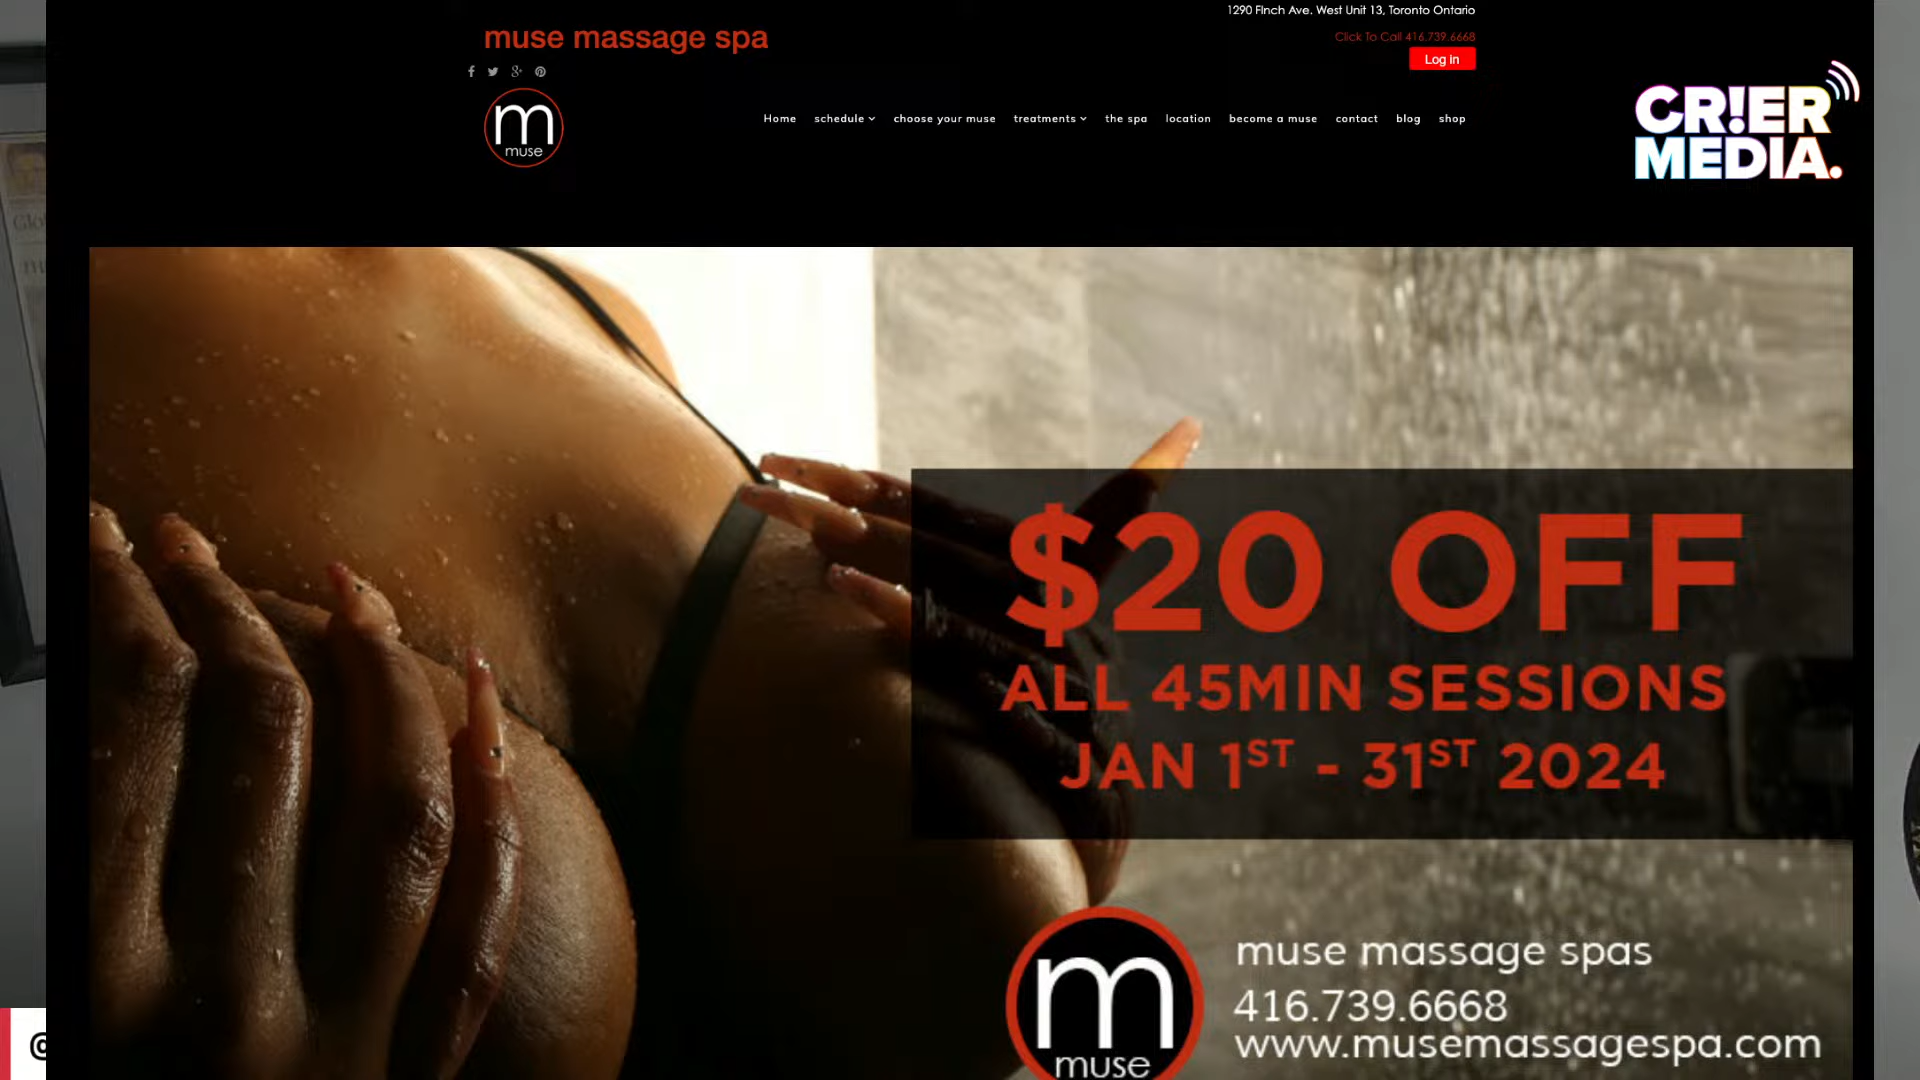 1290 Finch Ave. West Unit 13, Toronto Ontario
muse massage spa
Click To Call 416.739.6668
Log in
m
muse
Home schedule choose your muse treatments the spa location become a muse contact blog shop
CR!ER
MEDIA.
$20 OFF
ALL 45MIN SESSIONS
JAN 1ST - 31ST 2024
m
muse
muse massage spas
416.739.6668
www.musemassagespa.com
@